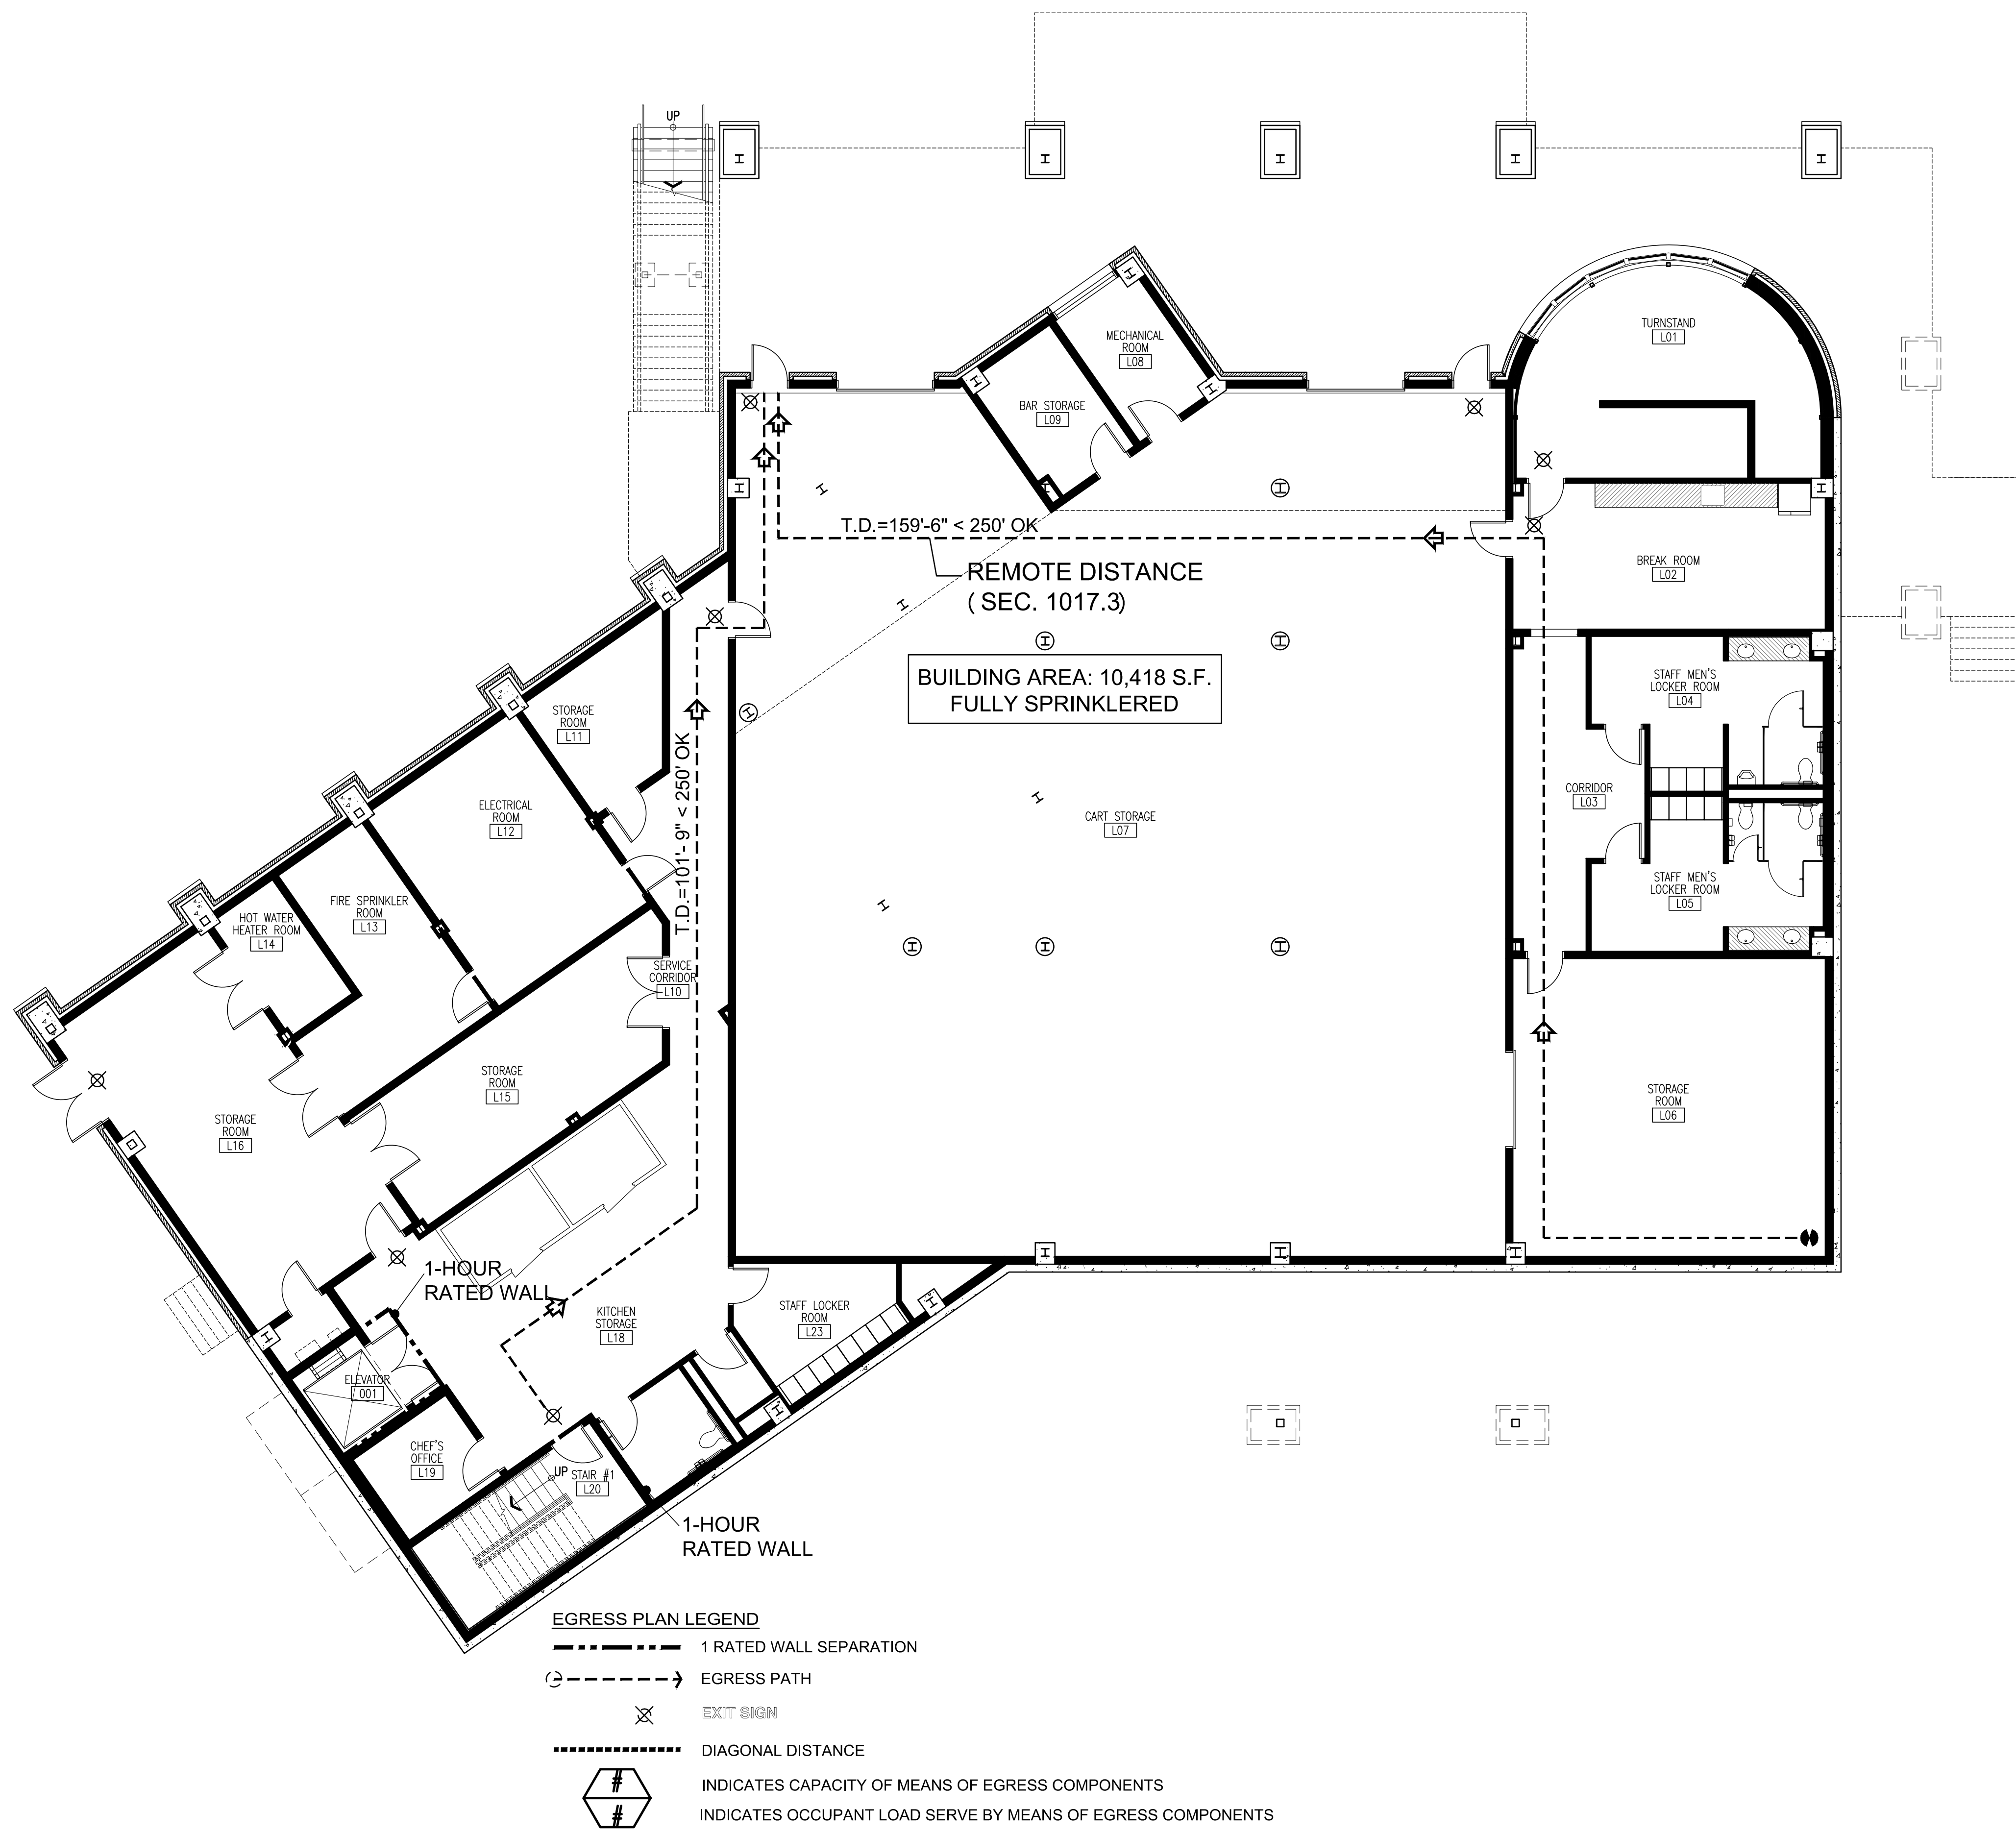 UP
TURNSTAND
L01
MECHANICAL
ROOM
L08
BAR STORAGE
L09
T.D.=159'-6" < 250' OK
REMOTE DISTANCE
( SEC. 1017.3)
BREAK ROOM
L02
BUILDING AREA: 10,418 S.F.
FULLY SPRINKLERED
STAFF MEN'S
LOCKER ROOM
L04
STORAGE
ROOM
L11
T.D.=101'- 9" < 250' OK
ELECTRICAL
ROOM
L12
CART STORAGE
L07
CORRIDOR
L03
STAFF MEN'S
LOCKER ROOM
L05
FIRE SPRINKLER
ROOM
L13
HOT WATER
HEATER ROOM
L14
SERVICE
CORRIDOR
L10
STORAGE
ROOM
L15
STORAGE
ROOM
L06
STORAGE
ROOM
L16
1-HOUR
RATED WALL
KITCHEN
STORAGE
L18
STAFF LOCKER
ROOM
L23
ELEVATOR
001
CHEF'S
OFFICE
L19
UP
STAIR #1
L20
1-HOUR
RATED WALL
EGRESS PLAN LEGEND
1 RATED WALL SEPARATION
EGRESS PATH
EXIT SIGN
DIAGONAL DISTANCE
# INDICATES CAPACITY OF MEANS OF EGRESS COMPONENTS
# INDICATES OCCUPANT LOAD SERVE BY MEANS OF EGRESS COMPONENTS